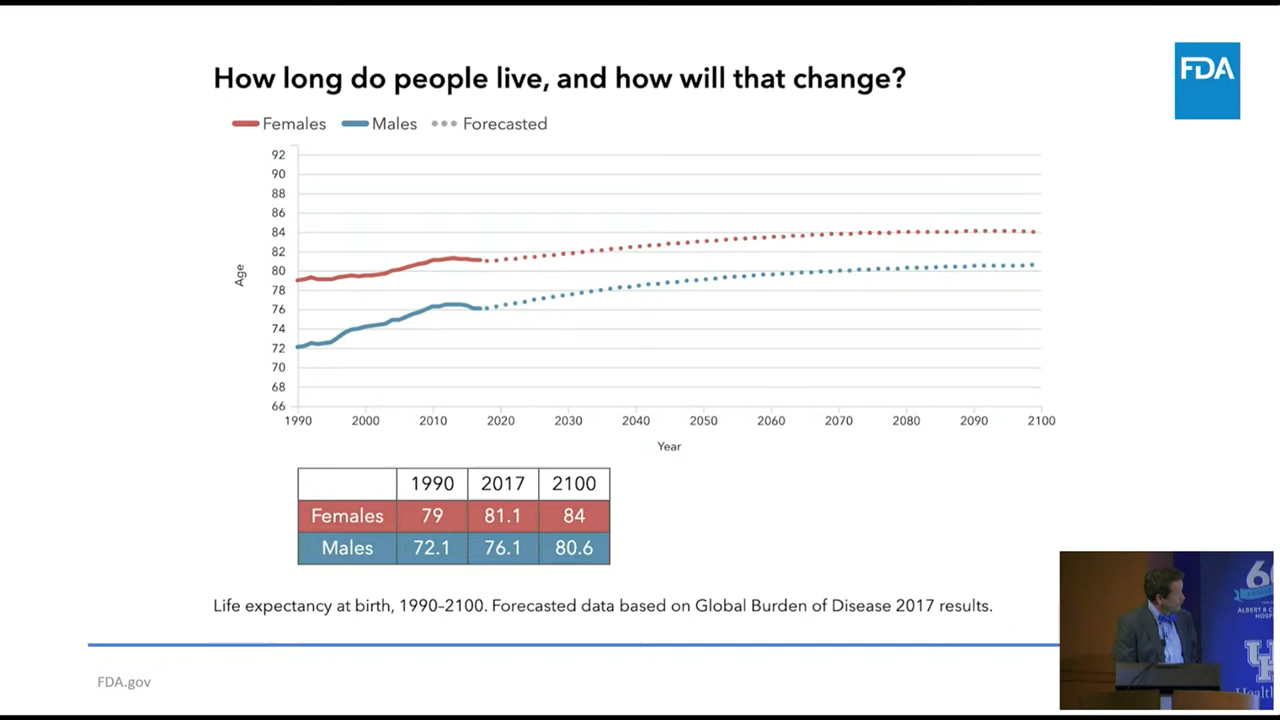 How long do people live, and how will that change?
FDA
Females Males Forecasted
92
90
88
86
84
82
80
78
76
74
72
70
68
66
Age
1990 2000 2010 2020 2030 2040 2050 2060 2070 2080 2090 2100
Year
1990 2017 2100
Females 79 81.1 84
Males 72.1 76.1 80.6
Life expectancy at birth, 1990–2100. Forecasted data based on Global Burden of Disease 2017 results.
FDA.gov
ALBERT B
HOSP
Health